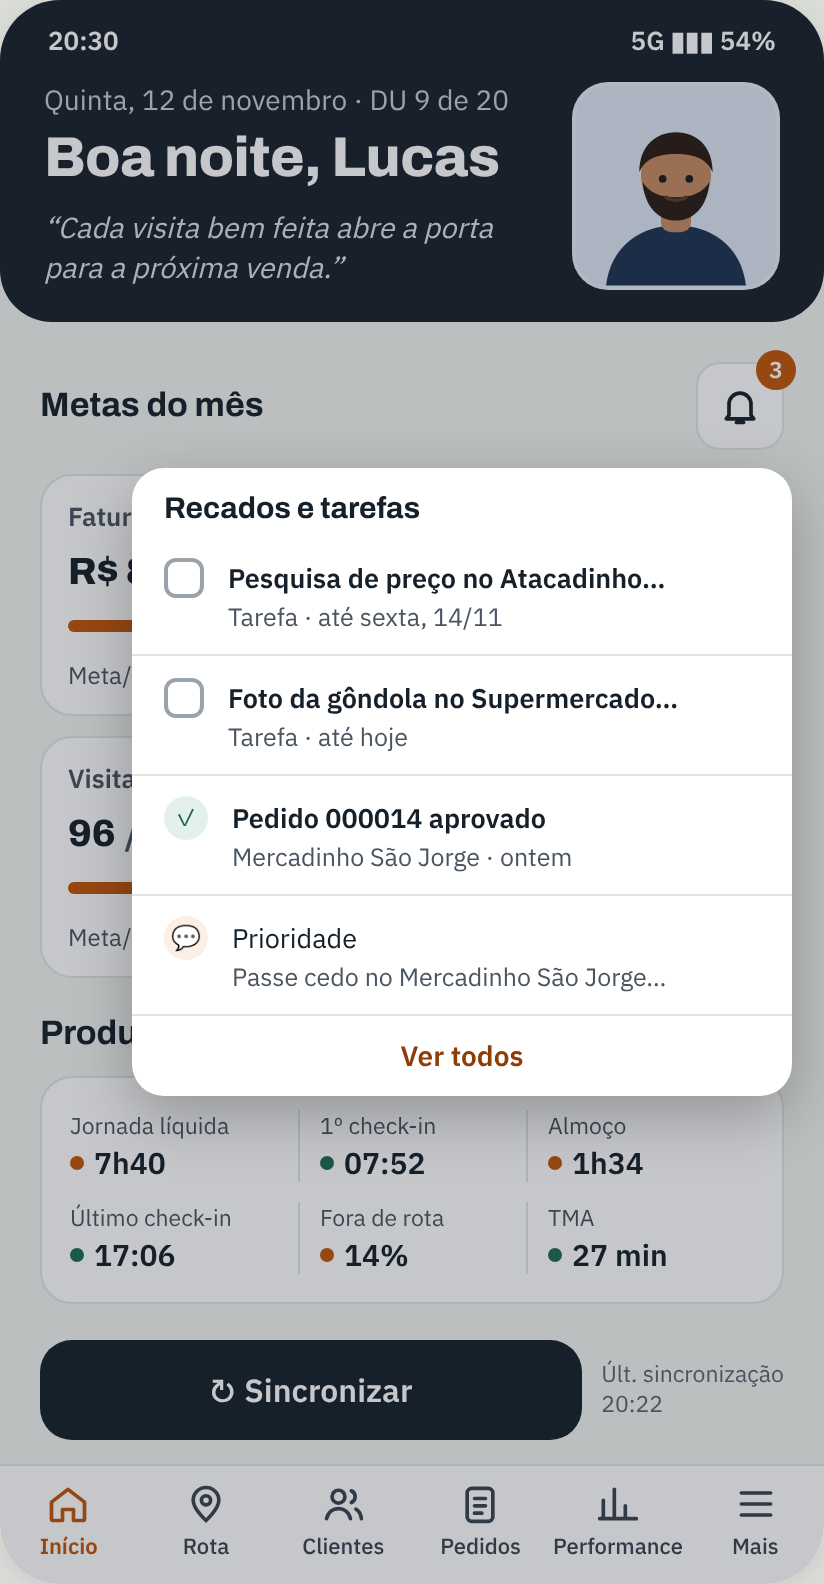 20:30
5G 54%
Quinta, 12 de novembro · DU 9 de 20
Boa noite, Lucas
“Cada visita bem feita abre a porta
para a próxima venda.”
3
Metas do mês
Recados e tarefas
Pesquisa de preço no Atacadinho...
Tarefa · até sexta, 14/11
Foto da gôndola no Supermercado...
Tarefa · até hoje
Pedido 000014 aprovado
Mercadinho São Jorge · ontem
Prioridade
Passe cedo no Mercadinho São Jorge...
Ver todos
R$
96 /
Meta/
Meta/
Jornada líquida
7h40
1º check-in
07:52
Almoço
1h34
Último check-in
17:06
Fora de rota
14%
TMA
27 min
↻ Sincronizar
Últ. sincronização
20:22
Início
Rota
Clientes
Pedidos
Performance
Mais